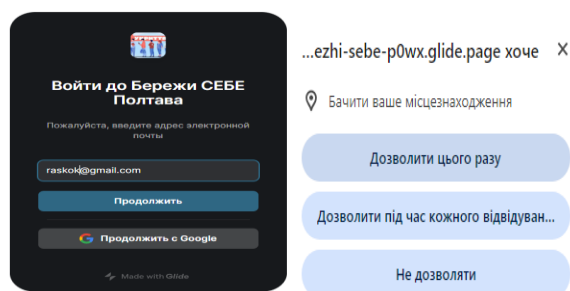 Войти до Бережи СЕБЕ
Полтава
Пожалуйста, введите адрес электронной
почты
raskok@gmail.com
Продолжить
Продолжить с Google
Made with Glide
...ezhi-sebe-p0wx.glide.page хоче
Бачити ваше місцезнаходження
Дозволити цього разу
Дозволити під час кожного відвідуван...
Не дозволяти